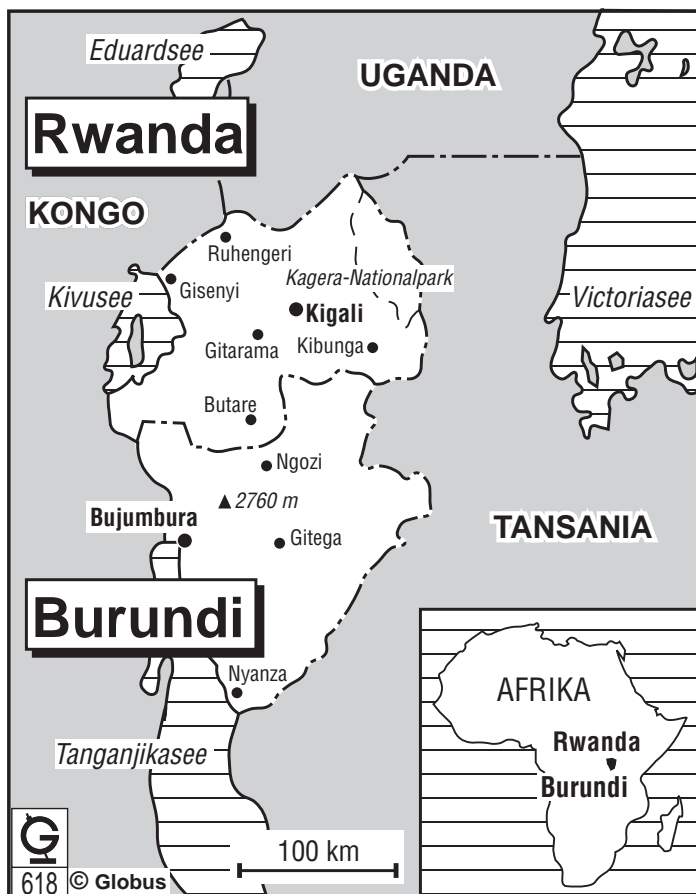 Eduardsee
UGANDA
Rwanda
KONGO
Ruhengeri
Kagera-Nationalpark
Kivusee
Gisenyi
Victoriasee
Kigali
Gitarama
Kibunga
Butare
Ngozi
2760 m
Bujumbura
TANSANIA
Gitega
Burundi
Nyanza
AFRIKA
Rwanda
Burundi
Tanganjikasee
100 km
G
618
© Globus